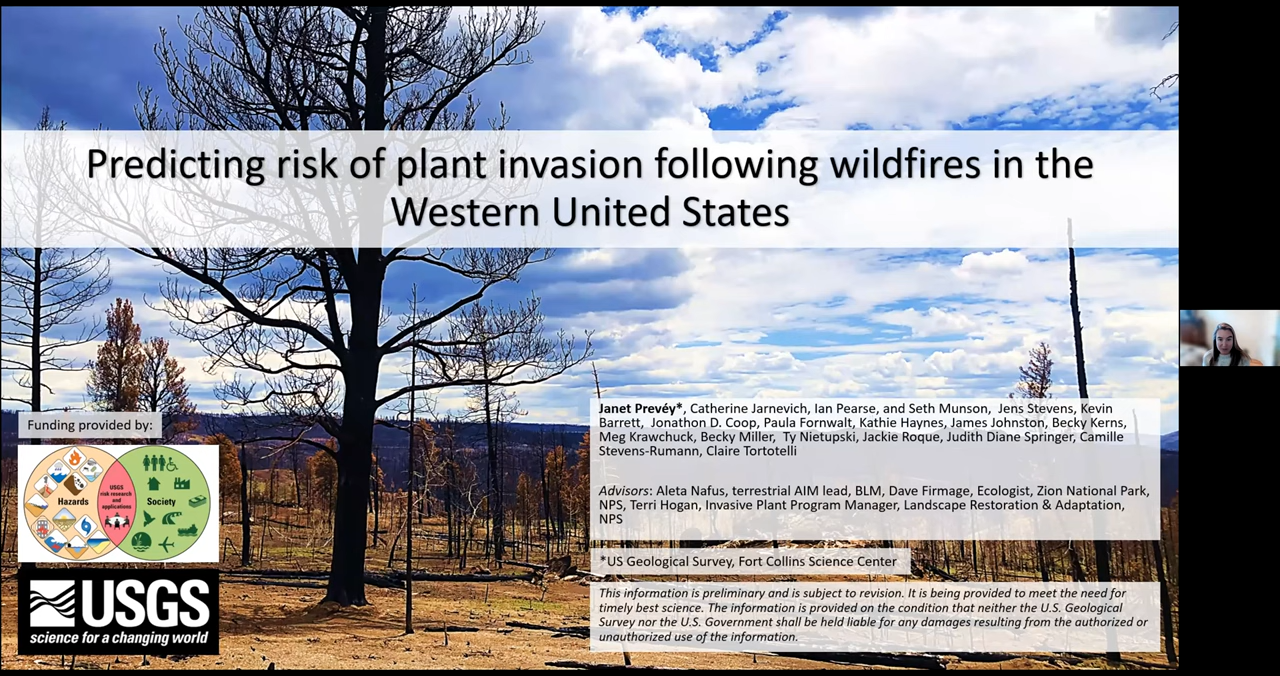 Predicting risk of plant invasion following wildfires in the
Western United States
Funding provided by:
Hazards
USGS
risk research
and
applications
Society
USGS
science for a changing world
Janet Prevéy*, Catherine Jarnevich, Ian Pearse, and Seth Munson, Jens Stevens, Kevin
Barrett, Jonathon D. Coop, Paula Fornwalt, Kathie Haynes, James Johnston, Becky Kerns,
Meg Krawchuck, Becky Miller, Ty Nietupski, Jackie Roque, Judith Diane Springer, Camille
Stevens-Rumann, Claire Tortotelli
Advisors: Aleta Nafus, terrestrial AIM lead, BLM, Dave Firmage, Ecologist, Zion National Park,
NPS, Terri Hogan, Invasive Plant Program Manager, Landscape Restoration & Adaptation,
NPS
*US Geological Survey, Fort Collins Science Center
This information is preliminary and is subject to revision. It is being provided to meet the need for
timely best science. The information is provided on the condition that neither the U.S. Geological
Survey nor the U.S. Government shall be held liable for any damages resulting from the authorized or
unauthorized use of the information.